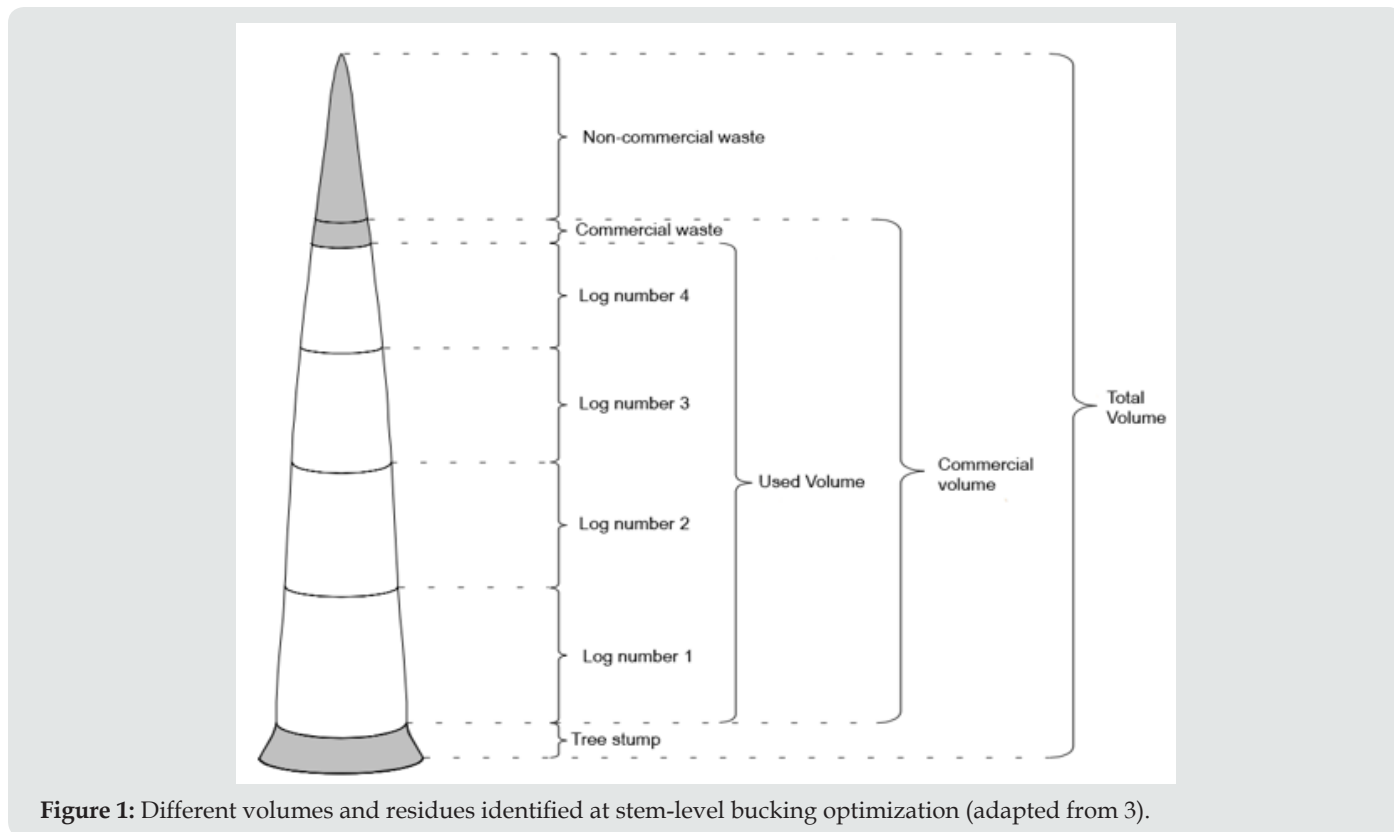 Non-commercial waste
Commercial waste
Log number 4
Log number 3
Total
Volume
Commercial
volume
Used Volume
Log number 2
Log number 1
Tree stump
Figure 1: Different volumes and residues identified at stem-level bucking optimization (adapted from 3).